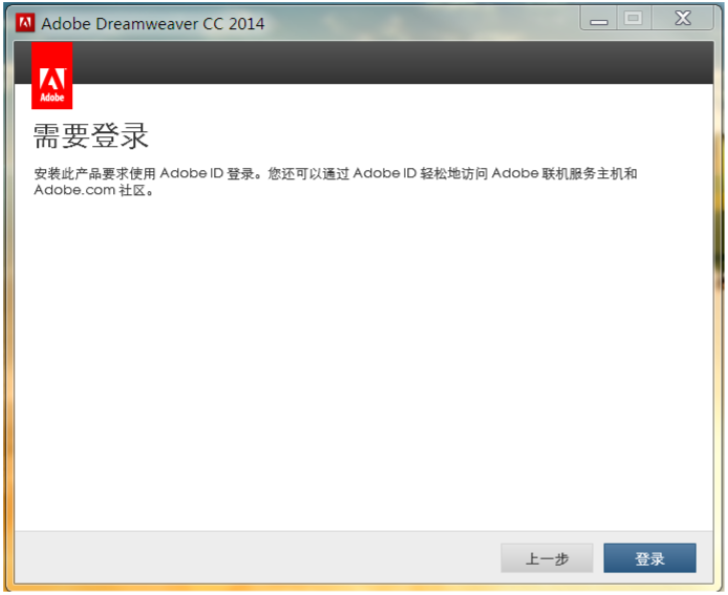 Adobe Dreamweaver CC 2014
Adobe
需要登录
安装此产品要求使用 Adobe ID 登录。您还可以通过 Adobe ID 轻松地访问 Adobe 联机服务主机和
Adobe.com 社区。
上一步
登录